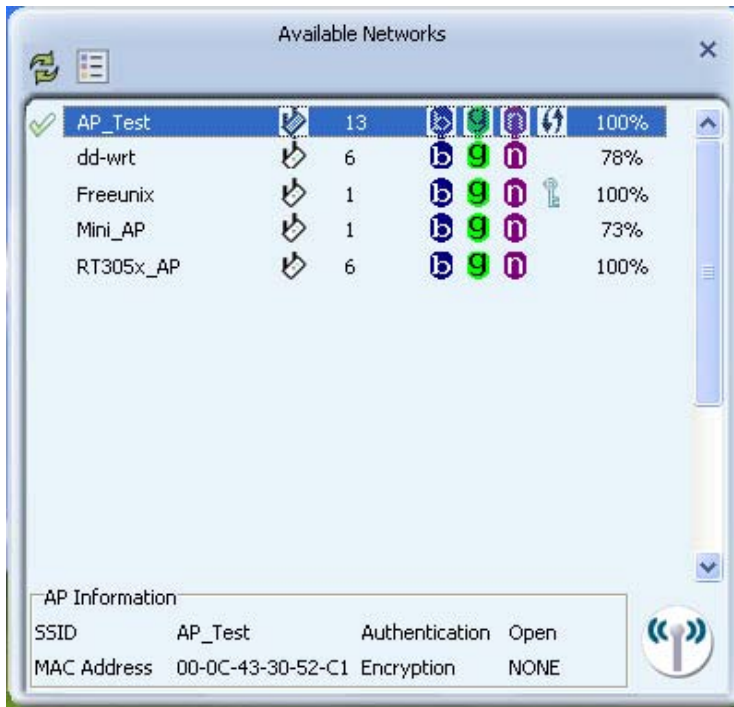 Available Networks
AP_Test 13 b g n 100%
dd-wrt 6 b g n 78%
Freeunix 1 b g n 100%
Mini_AP 1 b g n 73%
RT305x_AP 6 b g n 100%
AP Information
SSID AP_Test Authentication Open
MAC Address 00-0C-43-30-52-C1 Encryption NONE